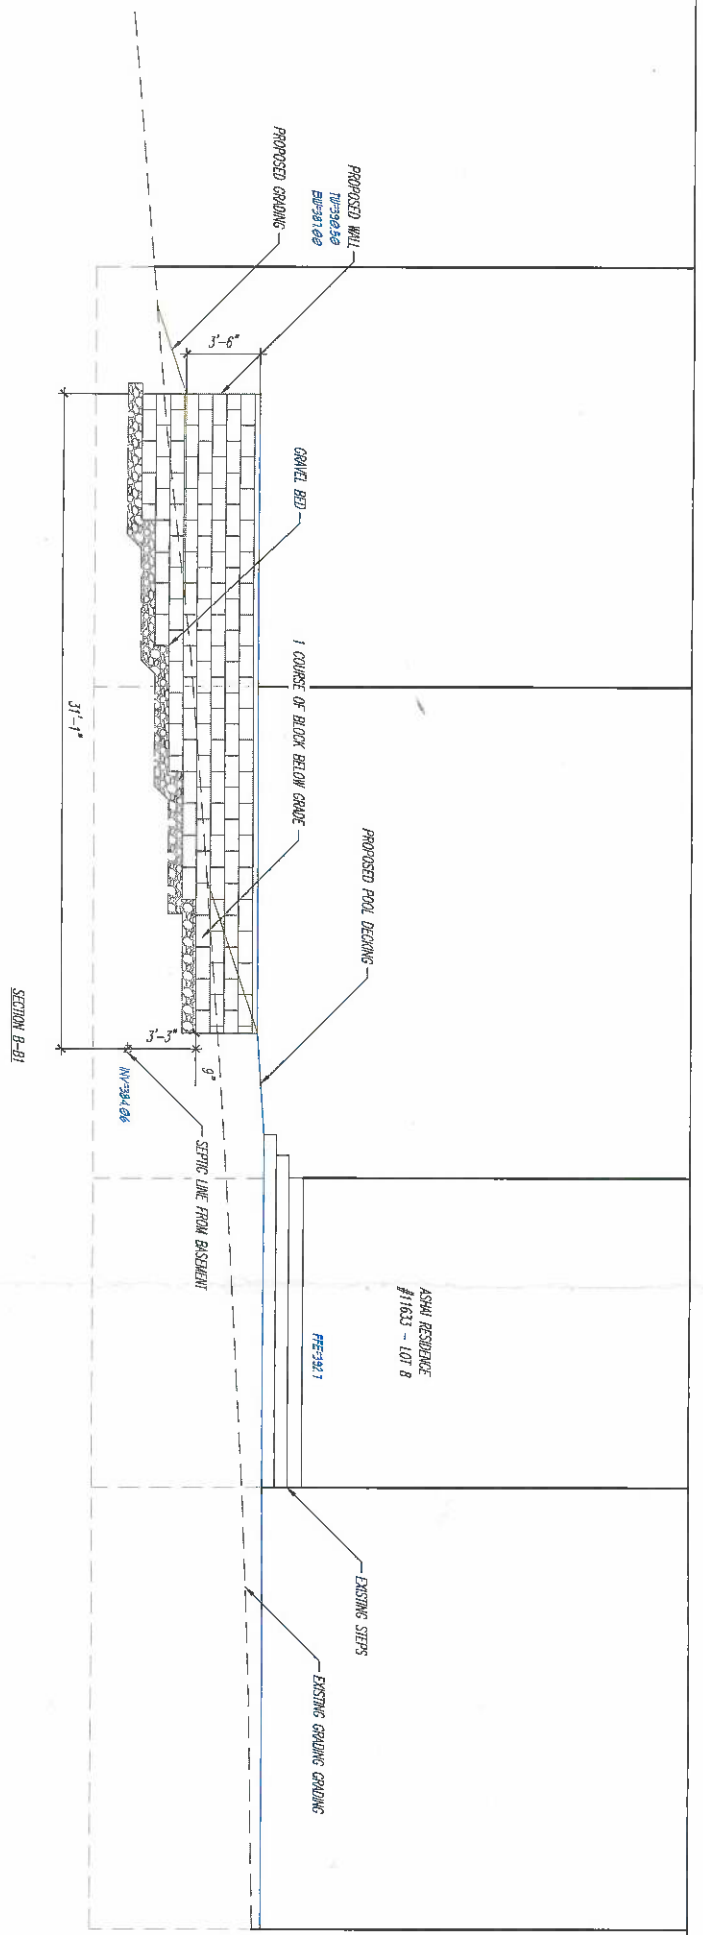 PROPOSED GRADING
PROPOSED WALL
TW=390.50
BW=387.00
3'-6"
GRAVEL BED
1 COURSE OF BLOCK BELOW GRADE
PROPOSED POOL DECKING
31'-1"
3'-3"
9"
INV=384.06
SEPTIC LINE FROM BASEMENT
ASHAI RESIDENCE
#11633 - LOT 8
FFE=392.1
EXISTING STEPS
EXISTING GRADING GRADING
SECTION B-B1